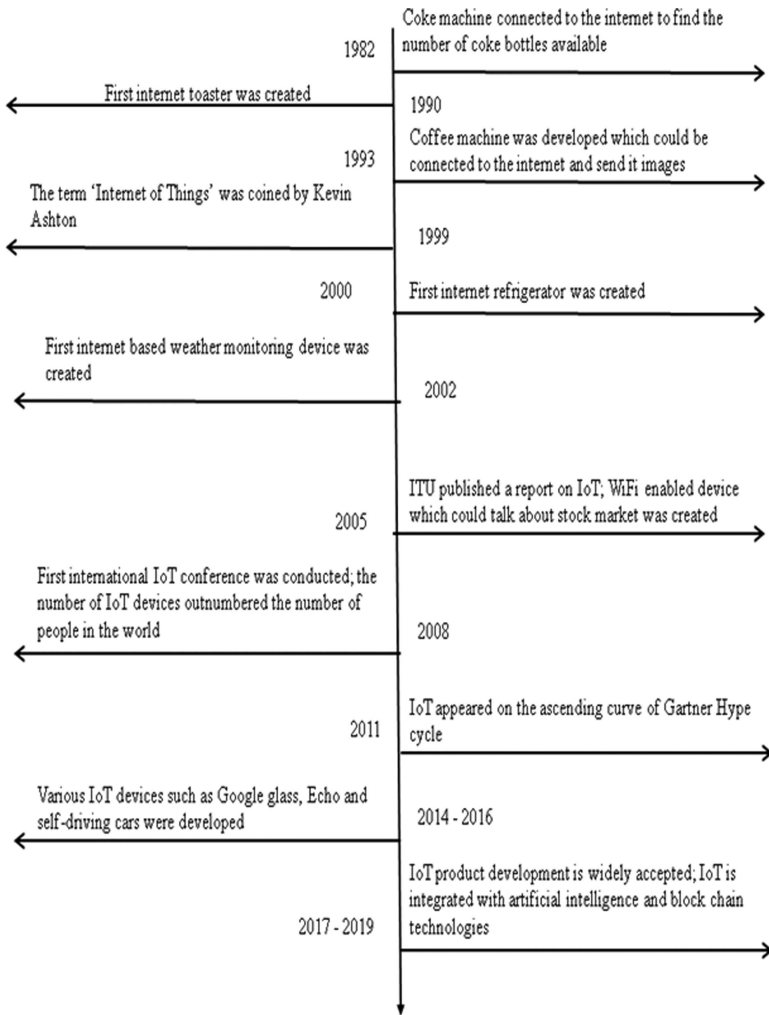 Coke machine connected to the internet to find the
number of coke bottles available
1982
First internet toaster was created
1990
Coffee machine was developed which could be
connected to the internet and send it images
1993
The term ‘Internet of Things’ was coined by Kevin
Ashton
1999
2000
First internet refrigerator was created
First internet based weather monitoring device was
created
2002
ITU published a report on IoT; WiFi enabled device
which could talk about stock market was created
2005
First international IoT conference was conducted; the
number of IoT devices outnumbered the number of
people in the world
2008
IoT appeared on the ascending curve of Gartner Hype
cycle
2011
Various IoT devices such as Google glass, Echo and
self-driving cars were developed
2014 - 2016
IoT product development is widely accepted; IoT is
integrated with artificial intelligence and block chain
technologies
2017 - 2019